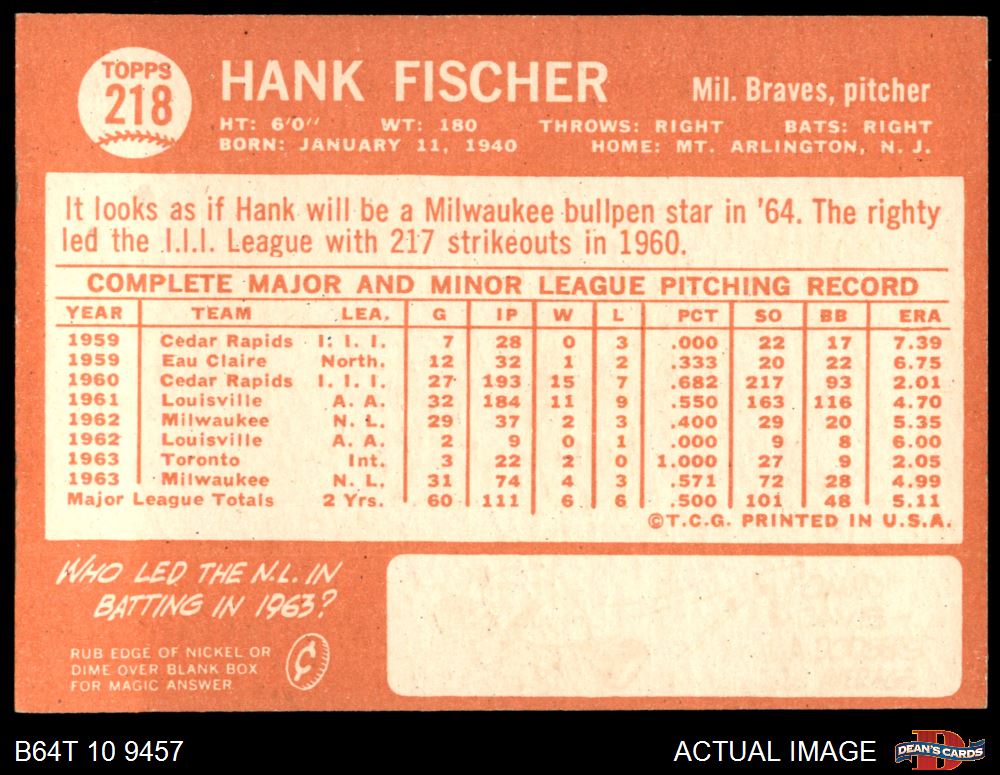 TOPPS
218
HANK FISCHER
Mil. Braves, pitcher
HT: 6'0" WT: 180 THROWS: RIGHT BATS: RIGHT
BORN: JANUARY 11, 1940 HOME: MT. ARLINGTON, N. J.
It looks as if Hank will be a Milwaukee bullpen star in '64. The righty
led the I.I.I. League with 217 strikeouts in 1960.
COMPLETE MAJOR AND MINOR LEAGUE PITCHING RECORD
YEAR TEAM LEA. G IP W L PCT SO BB ERA
1959 Cedar Rapids I. I. I. 7 28 0 3 .000 22 17 7.39
1959 Eau Claire North. 12 32 1 2 .333 20 22 6.75
1960 Cedar Rapids I. I. I. 27 193 15 7 .682 217 93 2.01
1961 Louisville A. A. 32 184 11 9 .550 163 116 4.70
1962 Milwaukee N. L. 29 37 2 3 .400 29 20 5.35
1962 Louisville A. A. 2 9 0 1 .000 9 8 6.00
1963 Toronto Int. 3 22 2 0 1.000 27 9 2.05
1963 Milwaukee N. L. 31 74 4 3 .571 72 28 4.99
Major League Totals 2 Yrs. 60 111 6 6 .500 101 48 5.11
©T.C.G. PRINTED IN U.S.A.
WHO LED THE N.L. IN
BATTING IN 1963?
RUB EDGE OF NICKEL OR
DIME OVER BLANK BOX
FOR MAGIC ANSWER
¢
B64T 10 9457
ACTUAL IMAGE
D
DEAN'S CARDS